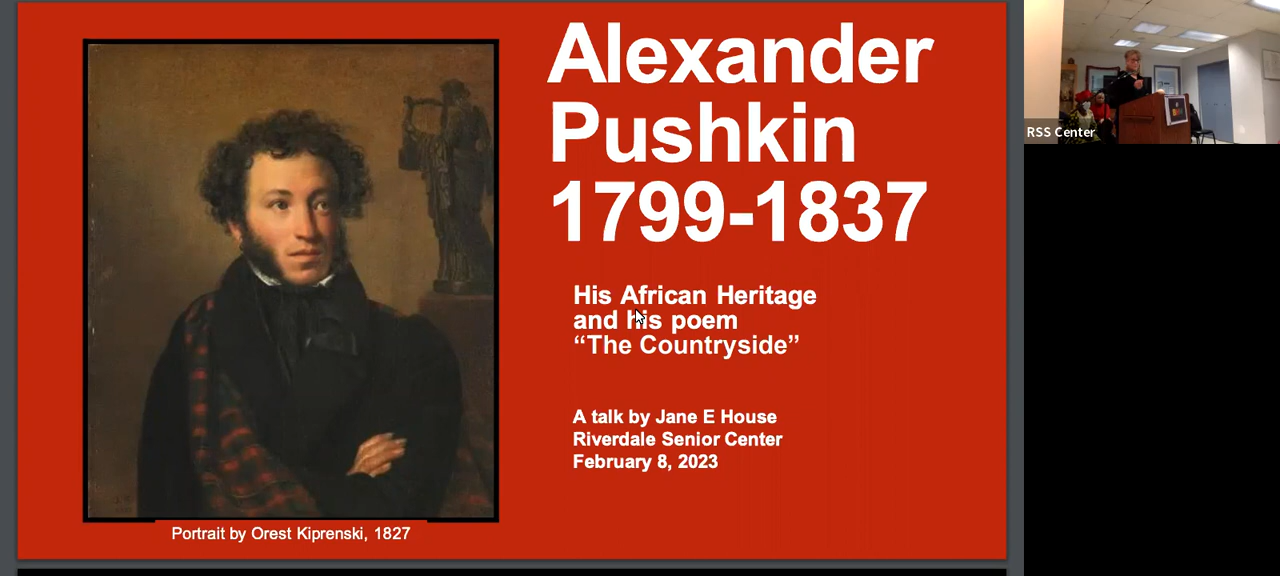 Alexander
Pushkin
1799-1837
His African Heritage
and his poem
“The Countryside”
A talk by Jane E House
Riverdale Senior Center
February 8, 2023
Portrait by Orest Kiprenski, 1827
RSS Center